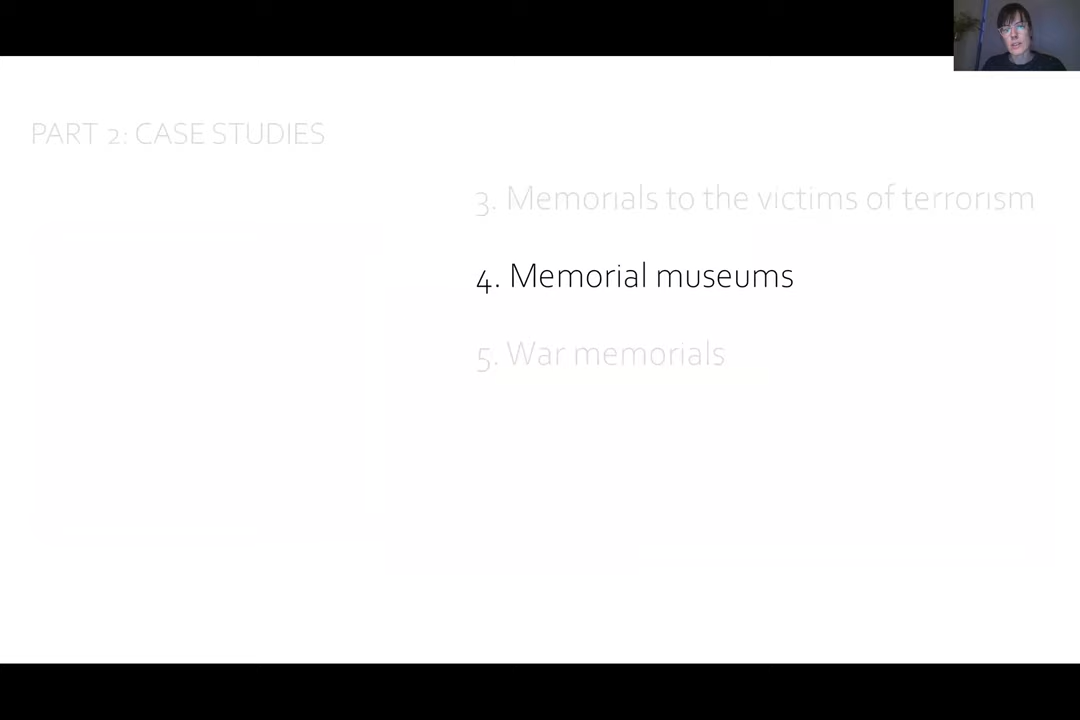 PART 2: CASE STUDIES
3. Memorials to the victims of terrorism
4. Memorial museums
5. War memorials